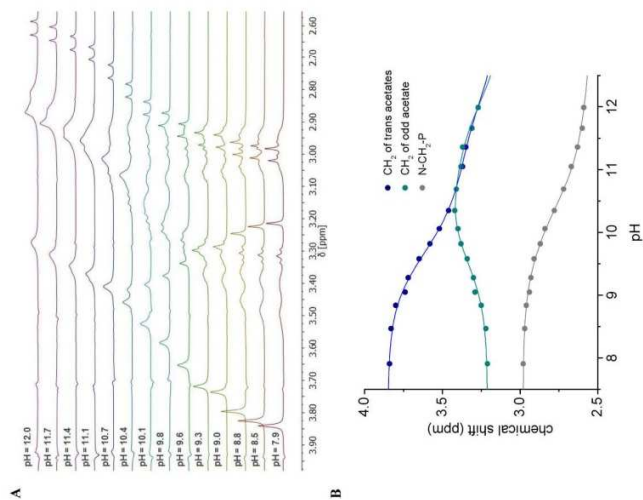 A
pH = 12.0
pH = 11.7
pH = 11.4
pH = 11.1
pH = 10.7
pH = 10.4
pH = 10.1
pH = 9.8
pH = 9.6
pH = 9.3
pH = 9.0
pH = 8.8
pH = 8.5
pH = 7.9
3.90 3.80 3.70 3.60 3.50 3.40 3.30 3.20 3.10 3.00 2.90 2.80 2.70 2.60
δ [ppm]
B
chemical shift (ppm)
3.5
3.0
2.5
CH2 of trans acetates
CH2 of odd acetate
N-CH2-P
8 9 10 11 12
pH